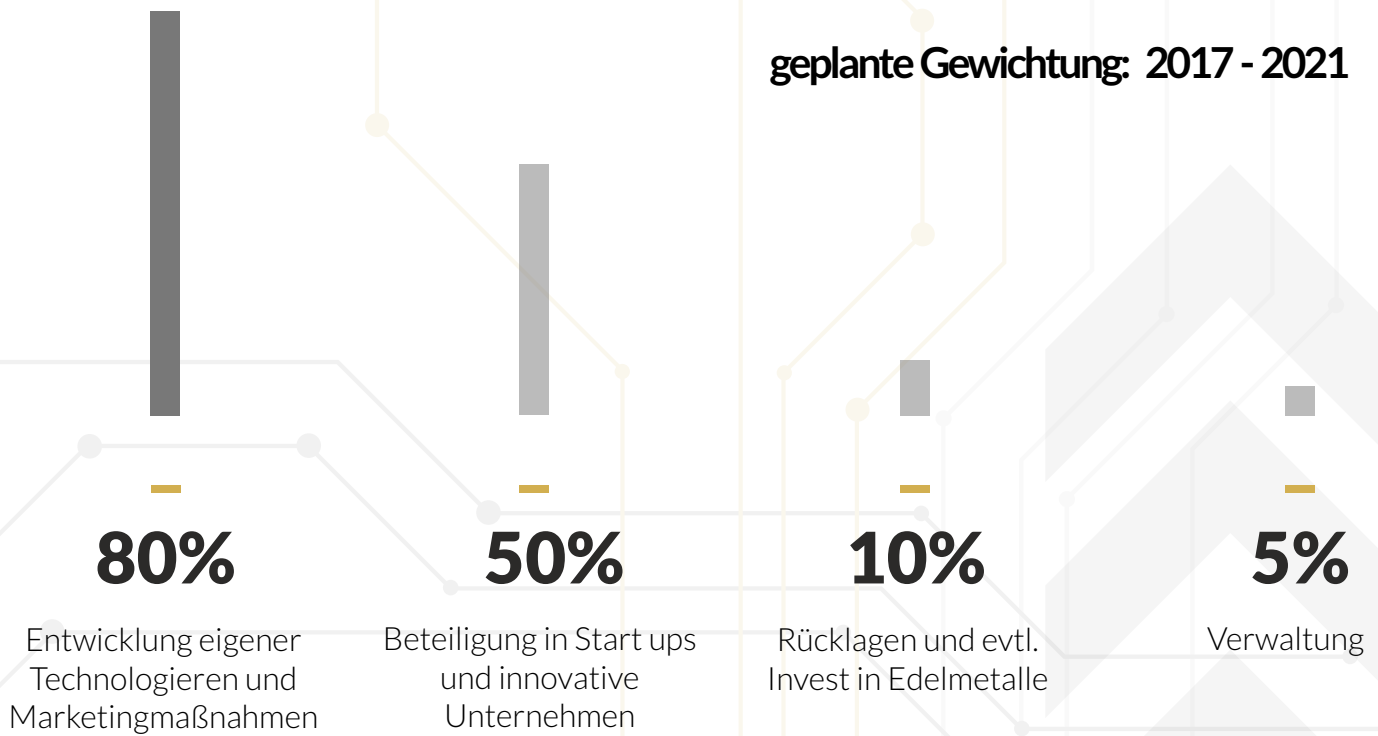 geplante Gewichtung: 2017 - 2021
80%
Entwicklung eigener
Technologieren und
Marketingmaßnahmen
50%
Beteiligung in Start ups
und innovative
Unternehmen
10%
Rücklagen und evtl.
Invest in Edelmetalle
5%
Verwaltung